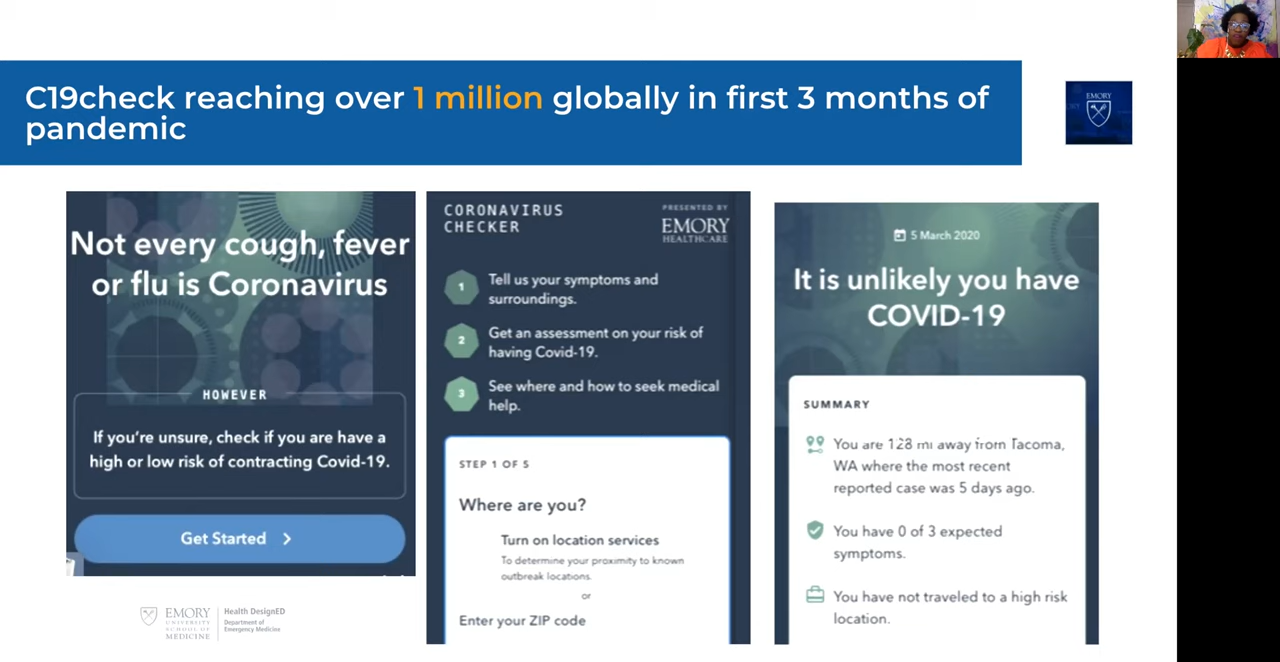 C19check reaching over 1 million globally in first 3 months of
pandemic
EMORY
Not every cough, fever
or flu is Coronavirus
HOWEVER
If you're unsure, check if you are have a
high or low risk of contracting Covid-19.
Get Started
CORONAVIRUS
CHECKER
PRESENTED BY
EMORY
HEALTHCARE
1
Tell us your symptoms and
surroundings.
2
Get an assessment on your risk of
having Covid-19.
3
See where and how to seek medical
help.
STEP 1 OF 5
Where are you?
Turn on location services
To determine your proximity to known
outbreak locations.
or
Enter your ZIP code
5 March 2020
It is unlikely you have
COVID-19
SUMMARY
You are 128 mi away from Tacoma,
WA where the most recent
reported case was 5 days ago.
You have 0 of 3 expected
symptoms.
You have not traveled to a high risk
location.
EMORY
UNIVERSITY
SCHOOL OF
MEDICINE
Health DesignED
Department of
Emergency Medicine